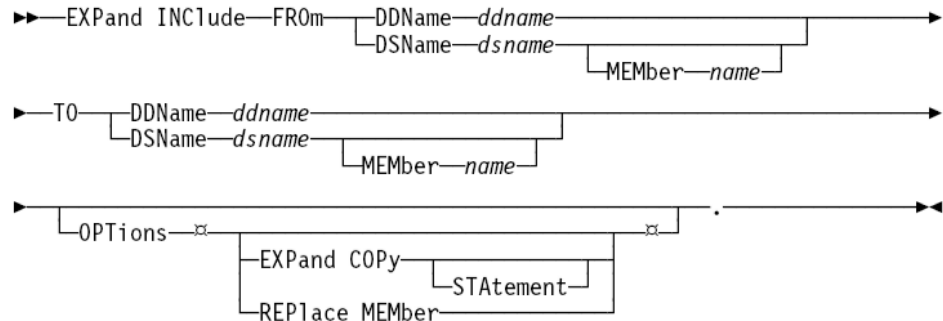 EXPand INClude FROm DDName ddname
DSName dsname
MEMber name
TO DDName ddname
DSName dsname
MEMber name
.
OPTions ¤ ¤
EXPand COPy
STAtement
REPlace MEMber